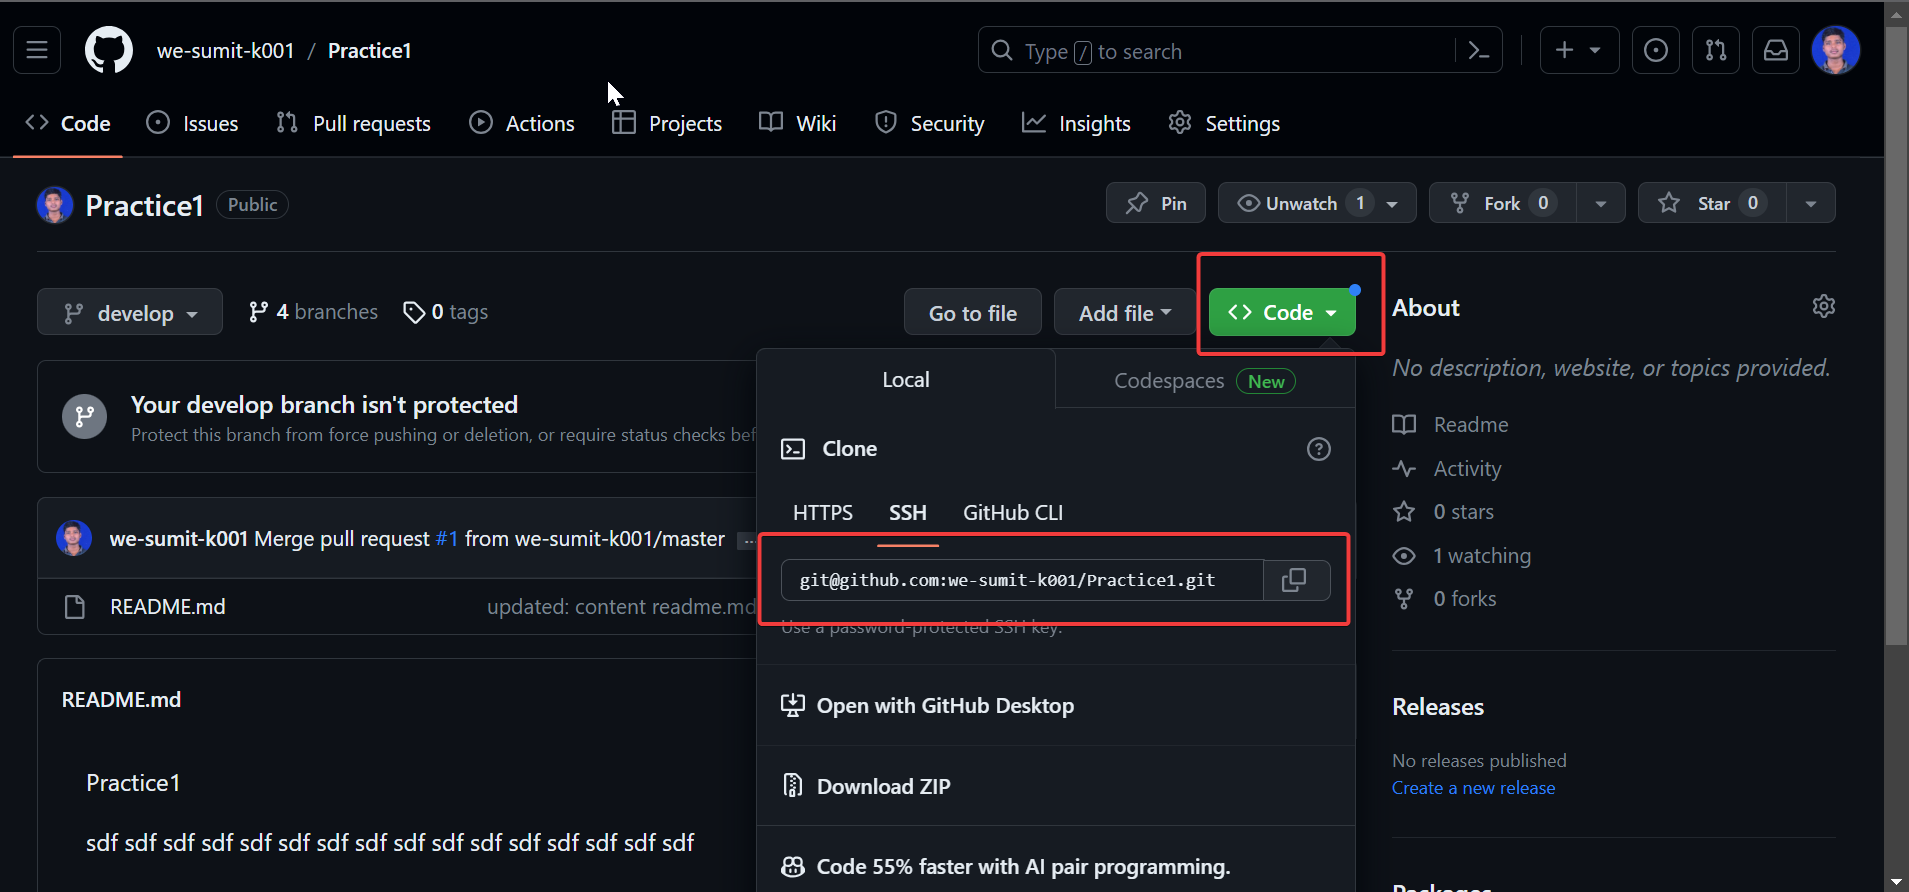 we-sumit-k001 / Practice1
Type / to search
Code Issues Pull requests Actions Projects Wiki Security Insights Settings
Practice1 Public
Pin Unwatch 1 Fork 0 Star 0
develop 4 branches 0 tags
Go to file Add file Code
Your develop branch isn't protected
Protect this branch from force pushing or deletion, or require status checks bef
we-sumit-k001 Merge pull request #1 from we-sumit-k001/master ...
README.md updated: content readme.md
README.md
Practice1
sdf sdf sdf sdf sdf sdf sdf sdf sdf sdf sdf sdf sdf sdf sdf sdf
Local Codespaces New
Clone
HTTPS SSH GitHub CLI
git@github.com:we-sumit-k001/Practice1.git
Use a password-protected SSH key.
Open with GitHub Desktop
Download ZIP
Code 55% faster with AI pair programming.
About
No description, website, or topics provided.
Readme
Activity
0 stars
1 watching
0 forks
Releases
No releases published
Create a new release
Packages